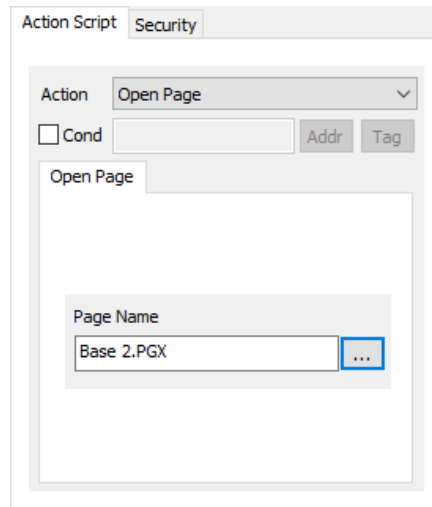 Action Script Security
Action Open Page
Cond Addr Tag
Open Page
Page Name
Base 2.PGX ...